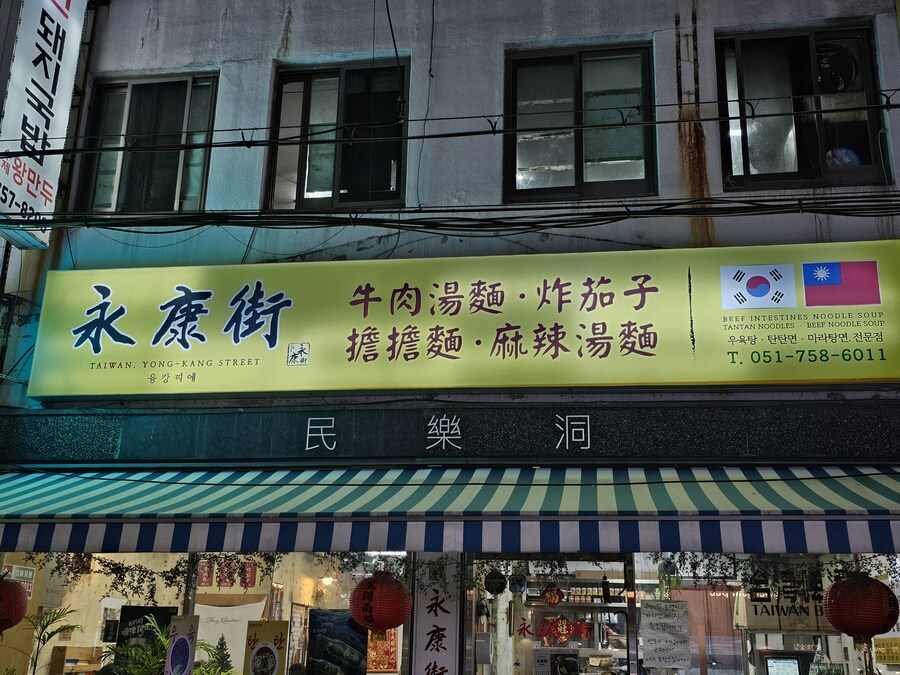 돼지국밥
왕만두
永康街
TAIWAN. YONG-KANG STREET
융캉찌에
牛肉湯麵 · 炸茄子
擔擔麵 · 麻辣湯麵
BEEF INTESTINES NOODLE SOUP
TANTAN NOODLES · BEEF NOODLE SOUP
우육탕 · 탄탄면 · 마라탕면. 전문점
T. 051-758-6011
民樂洞
永康街
TAIWAN